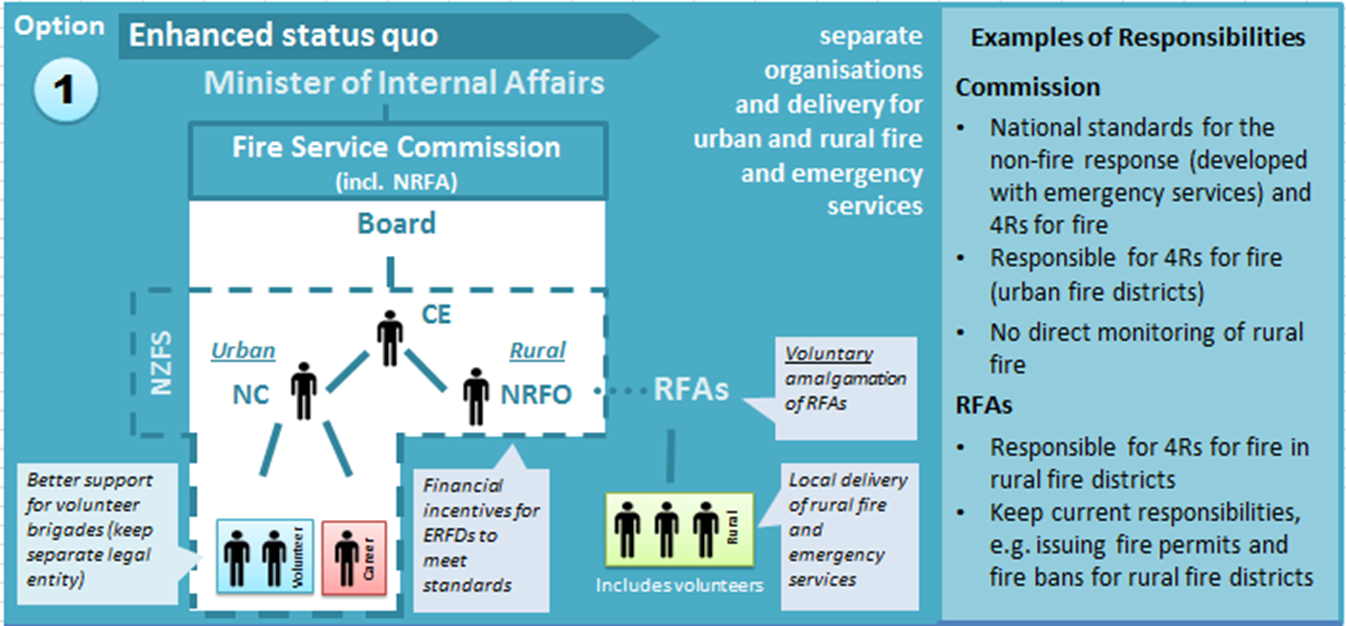 Option
1
Enhanced status quo
Minister of Internal Affairs
Fire Service Commission
(incl. NRFA)
Board
CE
NZFS
Urban
NC
Rural
NRFO
RFAs
separate
organisations
and delivery for
urban and rural fire
and emergency
services
Voluntary
amalgamation
of RFAs
Better support
for volunteer
brigades (keep
separate legal
entity)
Volunteer
Career
Financial
incentives for
ERFDs to
meet
standards
Rural
Includes volunteers
Local delivery
of rural fire
and
emergency
services
Examples of Responsibilities
Commission
• National standards for the
non-fire response (developed
with emergency services) and
4Rs for fire
• Responsible for 4Rs for fire
(urban fire districts)
• No direct monitoring of rural
fire
RFAs
• Responsible for 4Rs for fire in
rural fire districts
• Keep current responsibilities,
e.g. issuing fire permits and
fire bans for rural fire districts